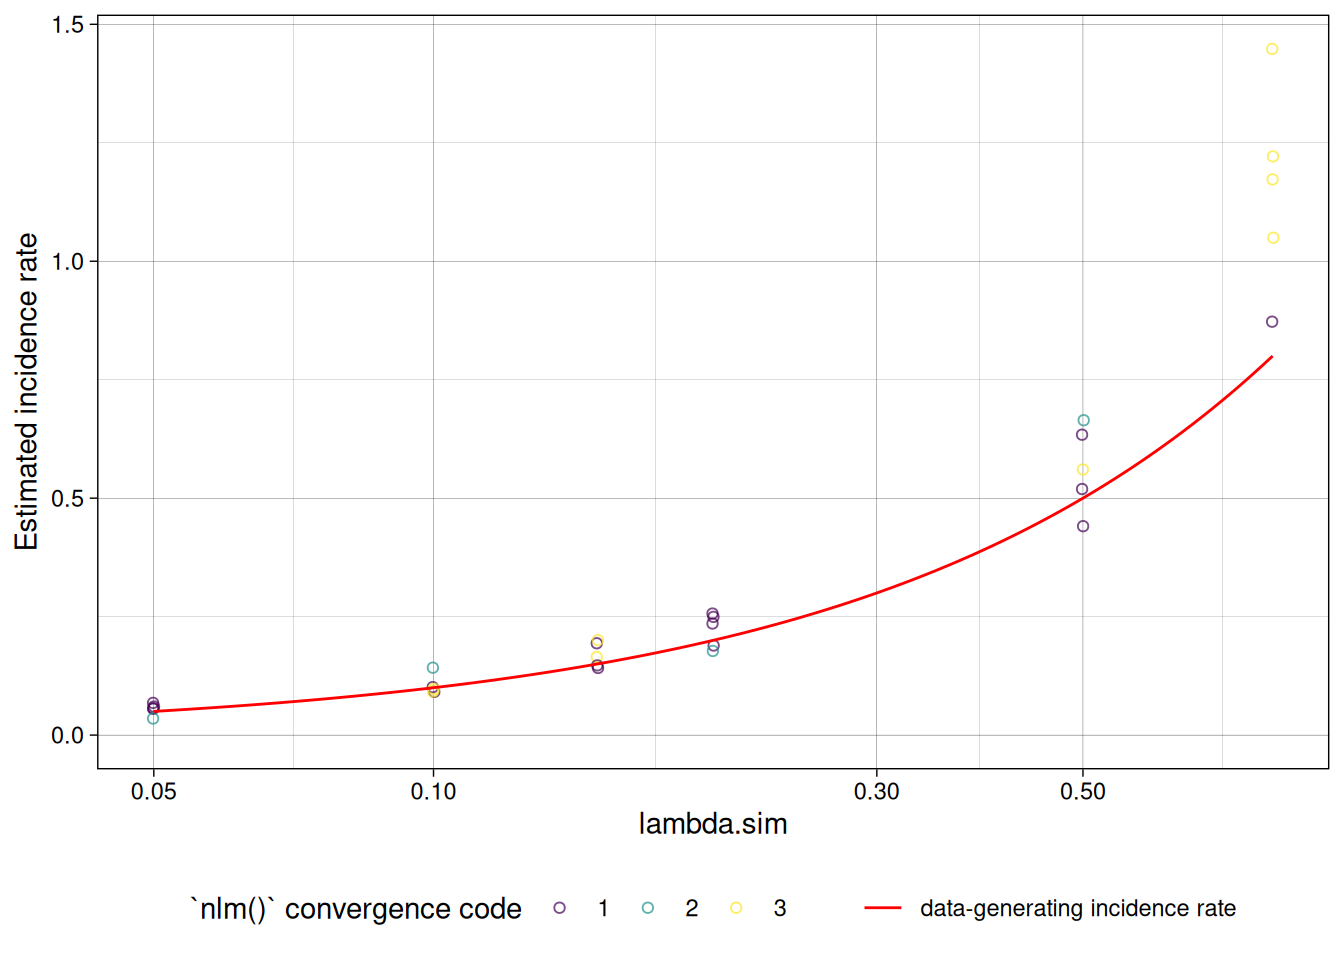 1.5
1.0
0.5
0.0
Estimated incidence rate
0.05 0.10 0.30 0.50
lambda.sim
`nlm()` convergence code 1 2 3 data-generating incidence rate